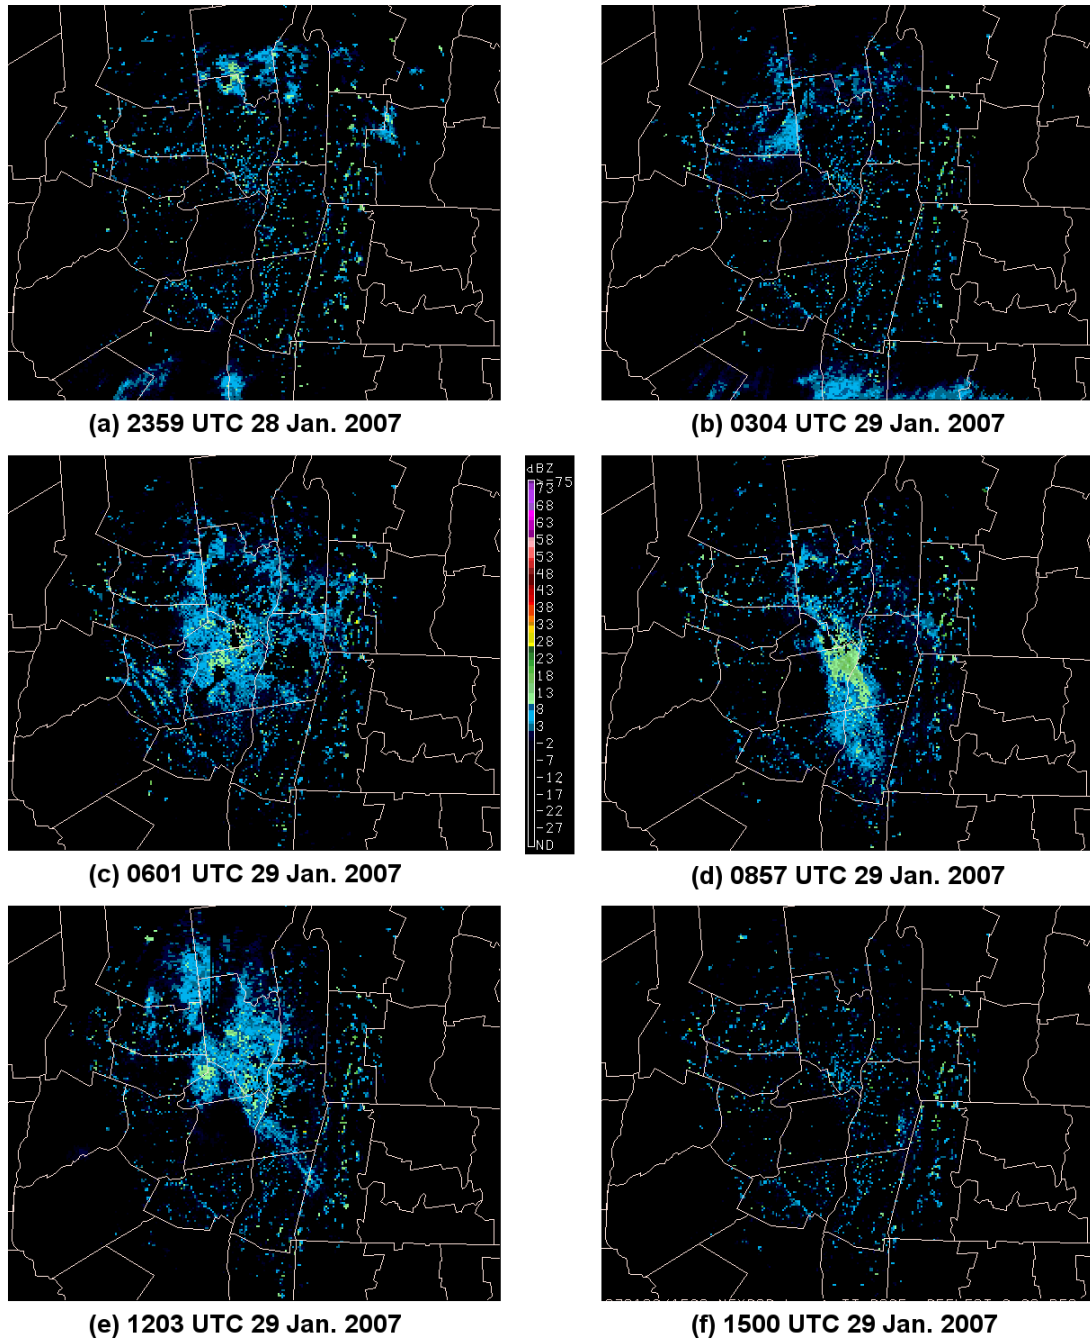 (a) 2359 UTC 28 Jan. 2007
(b) 0304 UTC 29 Jan. 2007
dBZ
>=75
73
68
63
58
53
48
43
38
33
28
23
18
13
8
3
-2
-7
-12
-17
-22
-27
ND
(c) 0601 UTC 29 Jan. 2007
(d) 0857 UTC 29 Jan. 2007
(e) 1203 UTC 29 Jan. 2007
(f) 1500 UTC 29 Jan. 2007